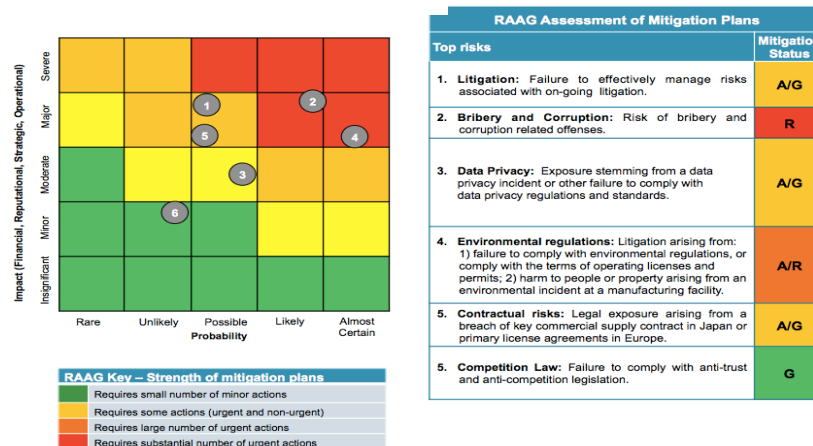 Impact (Financial, Reputational, Strategic, Operational)
Severe
Major
Moderate
Minor
Insignificant
1
2
5
4
3
6
Rare
Unlikely
Possible
Likely
Almost
Certain
Probability
RAAG Key – Strength of mitigation plans
Requires small number of minor actions
Requires some actions (urgent and non-urgent)
Requires large number of urgent actions
Requires substantial number of urgent actions
RAAG Assessment of Mitigation Plans
Top risks
Mitigation
Status
1. Litigation: Failure to effectively manage risks
associated with on-going litigation.
A/G
2. Bribery and Corruption: Risk of bribery and
corruption related offenses.
R
3. Data Privacy: Exposure stemming from a data
privacy incident or other failure to comply with
data privacy regulations and standards.
A/G
4. Environmental regulations: Litigation arising from:
1) failure to comply with environmental regulations, or
comply with the terms of operating licenses and
permits; 2) harm to people or property arising from an
environmental incident at a manufacturing facility.
A/R
5. Contractual risks: Legal exposure arising from a
breach of key commercial supply contract in Japan or
primary license agreements in Europe.
A/G
5. Competition Law: Failure to comply with anti-trust
and anti-competition legislation.
G